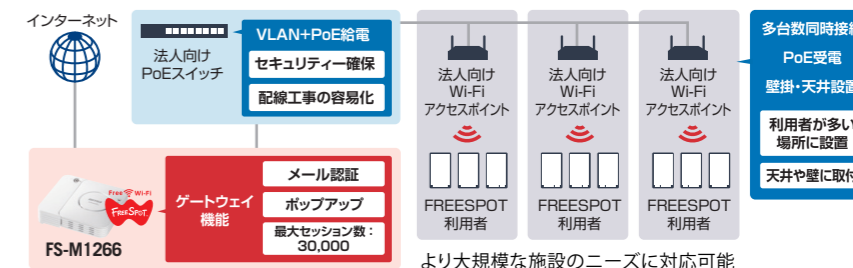 インターネット
法人向け
PoEスイッチ
VLAN+PoE給電
セキュリティー確保
配線工事の容易化
法人向け
Wi-Fi
アクセスポイント
FREESPOT
利用者
法人向け
Wi-Fi
アクセスポイント
FREESPOT
利用者
法人向け
Wi-Fi
アクセスポイント
FREESPOT
利用者
多台数同時接続
PoE受電
壁掛・天井設置
利用者が多い
場所に設置
天井や壁に取付
Free Wi-Fi
FREESPOT
FS-M1266
ゲートウェイ
機能
メール認証
ポップアップ
最大セッション数：
30,000
より大規模な施設のニーズに対応可能